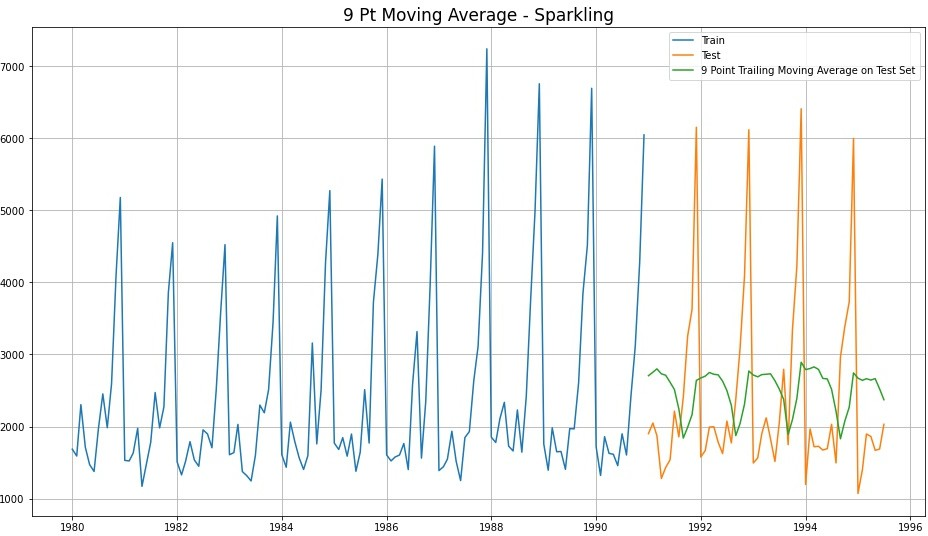 9 Pt Moving Average - Sparkling
Train
Test
9 Point Trailing Moving Average on Test Set
7000
6000
5000
4000
3000
2000
1000
1980 1982 1984 1986 1988 1990 1992 1994 1996